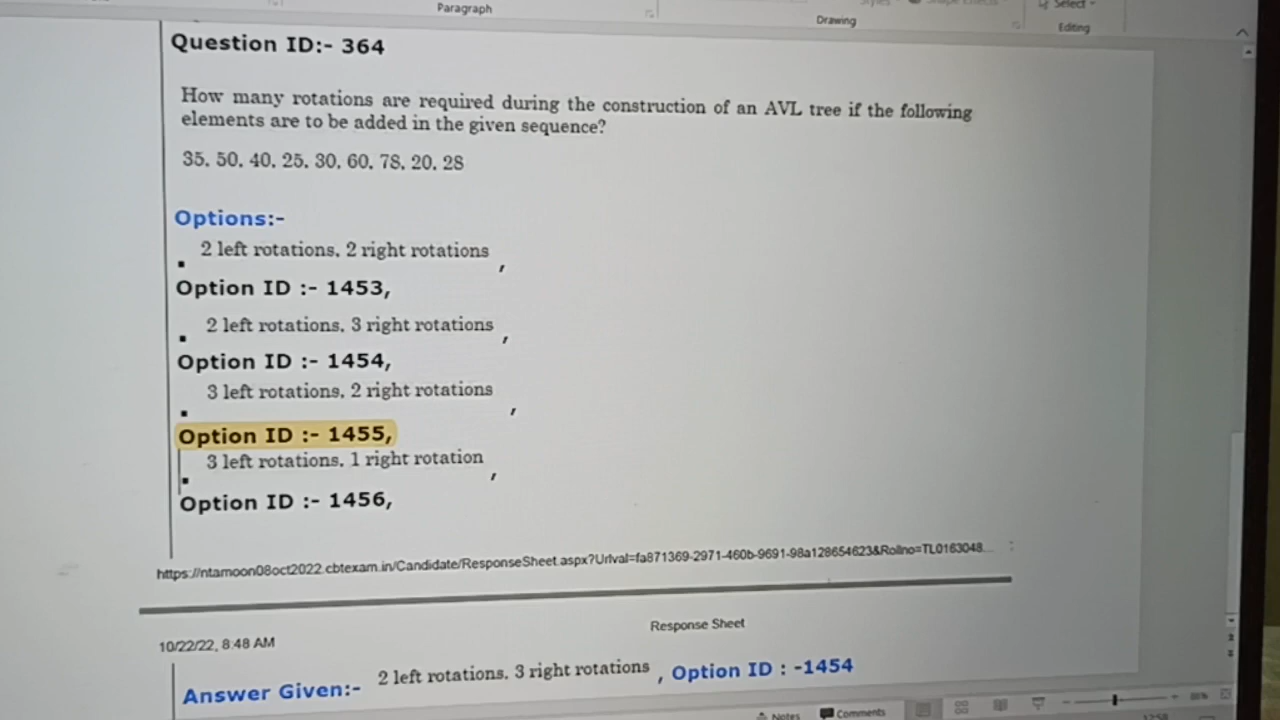 Paragraph
Drawing
Select
Editing
Question ID:- 364
How many rotations are required during the construction of an AVL tree if the following
elements are to be added in the given sequence?
35. 50. 40. 25. 30. 60. 78. 20. 28
Options:-
2 left rotations. 2 right rotations ,
Option ID :- 1453,
2 left rotations. 3 right rotations ,
Option ID :- 1454,
3 left rotations. 2 right rotations ,
Option ID :- 1455,
3 left rotations. 1 right rotation ,
Option ID :- 1456,
https://ntamoon08oct2022.cbtexam.in/Candidate/ResponseSheet.aspx?Urlval=fa871369-2971-460b-9691-98a128654623&Rollno=TL0163048...
10/22/22, 8:48 AM
Response Sheet
Answer Given:- 2 left rotations. 3 right rotations , Option ID : -1454
Notes
Comments
86%